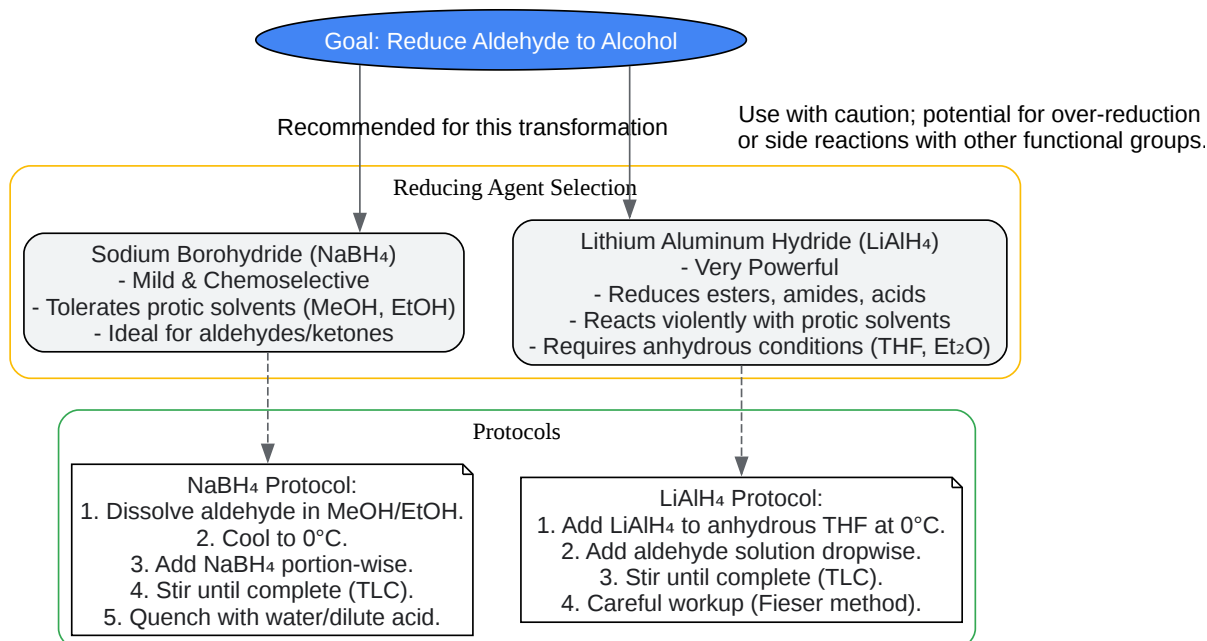 Goal: Reduce Aldehyde to Alcohol
Recommended for this transformation
Use with caution; potential for over-reduction
or side reactions with other functional groups.
Reducing Agent Selection
Sodium Borohydride (NaBH₄)
- Mild & Chemoselective
- Tolerates protic solvents (MeOH, EtOH)
- Ideal for aldehydes/ketones
Lithium Aluminum Hydride (LiAlH₄)
- Very Powerful
- Reduces esters, amides, acids
- Reacts violently with protic solvents
- Requires anhydrous conditions (THF, Et₂O)
Protocols
NaBH₄ Protocol:
1. Dissolve aldehyde in MeOH/EtOH.
2. Cool to 0°C.
3. Add NaBH₄ portion-wise.
4. Stir until complete (TLC).
5. Quench with water/dilute acid.
LiAlH₄ Protocol:
1. Add LiAlH₄ to anhydrous THF at 0°C.
2. Add aldehyde solution dropwise.
3. Stir until complete (TLC).
4. Careful workup (Fieser method).